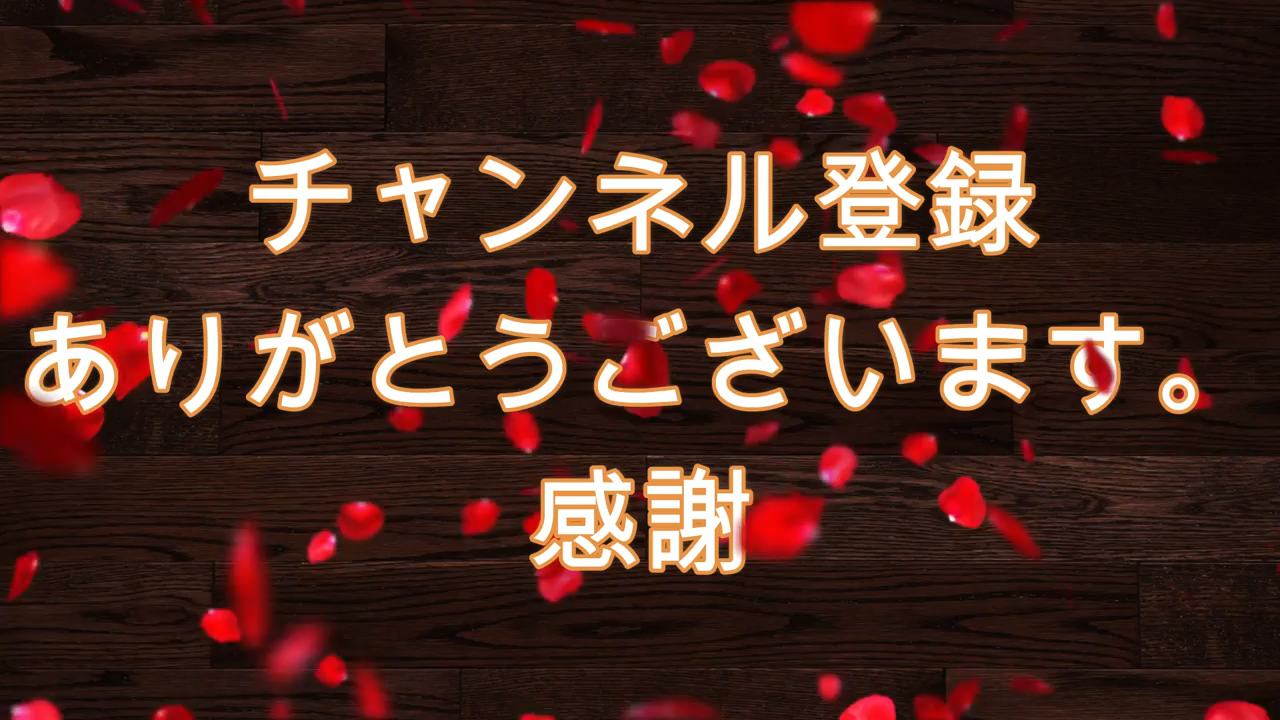 チャンネル登録
ありがとうございます。
感謝